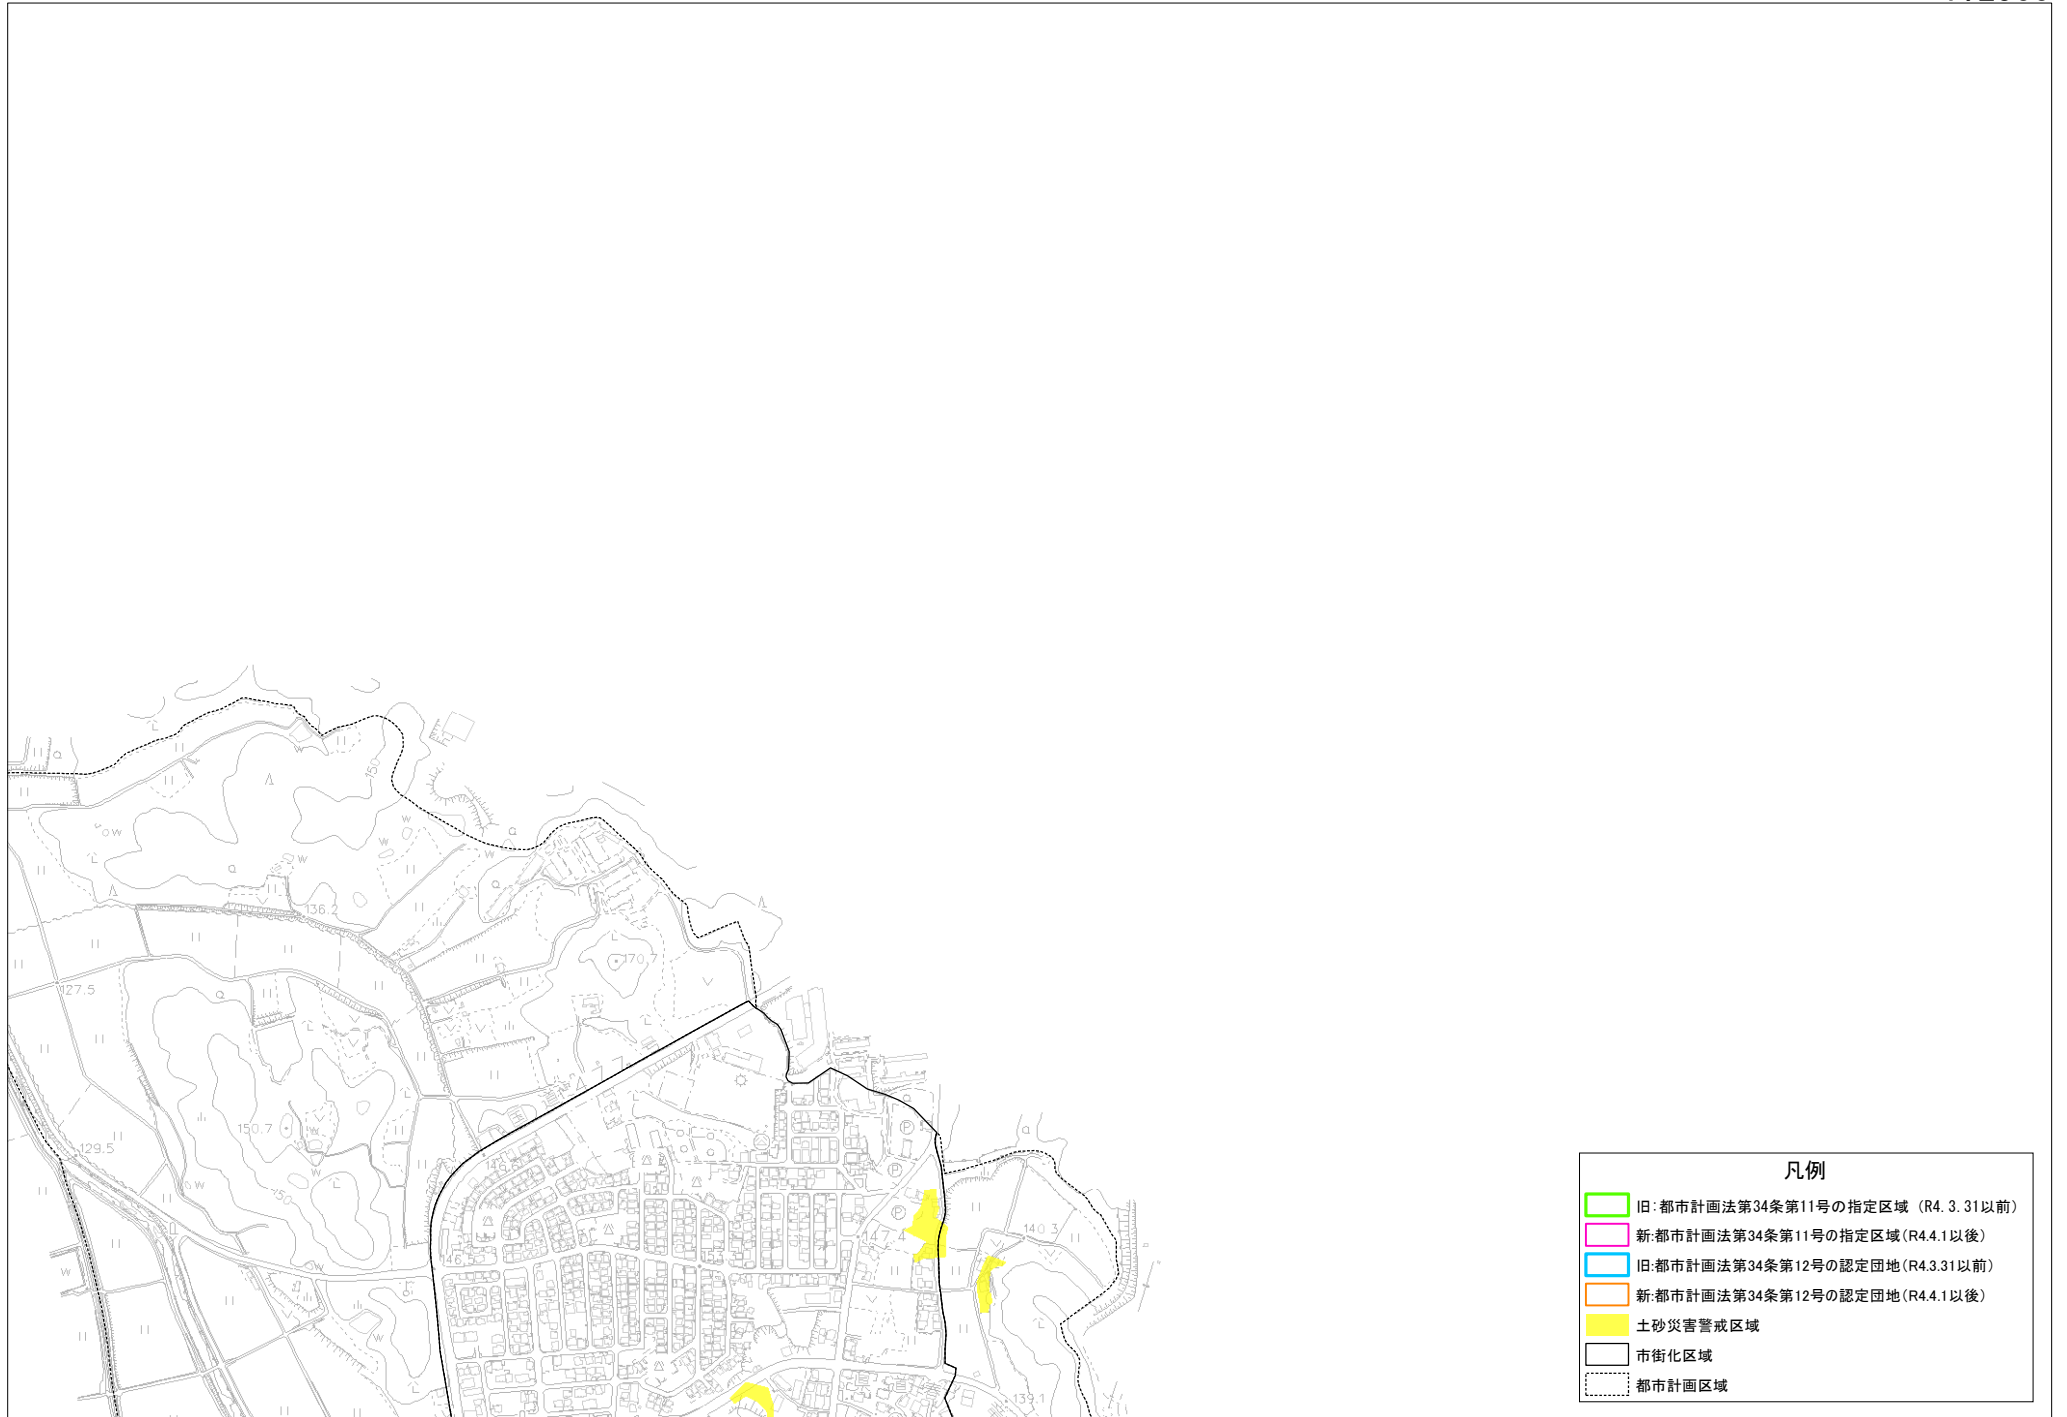 150
136.2
170.7
127.5
150.7
129.5
150
147.4
140.3
139.1
凡例
旧:都市計画法第34条第11号の指定区域 (R4.3.31以前)
新:都市計画法第34条第11号の指定区域(R4.4.1以後)
旧:都市計画法第34条第12号の認定団地(R4.3.31以前)
新:都市計画法第34条第12号の認定団地(R4.4.1以後)
土砂災害警戒区域
市街化区域
都市計画区域